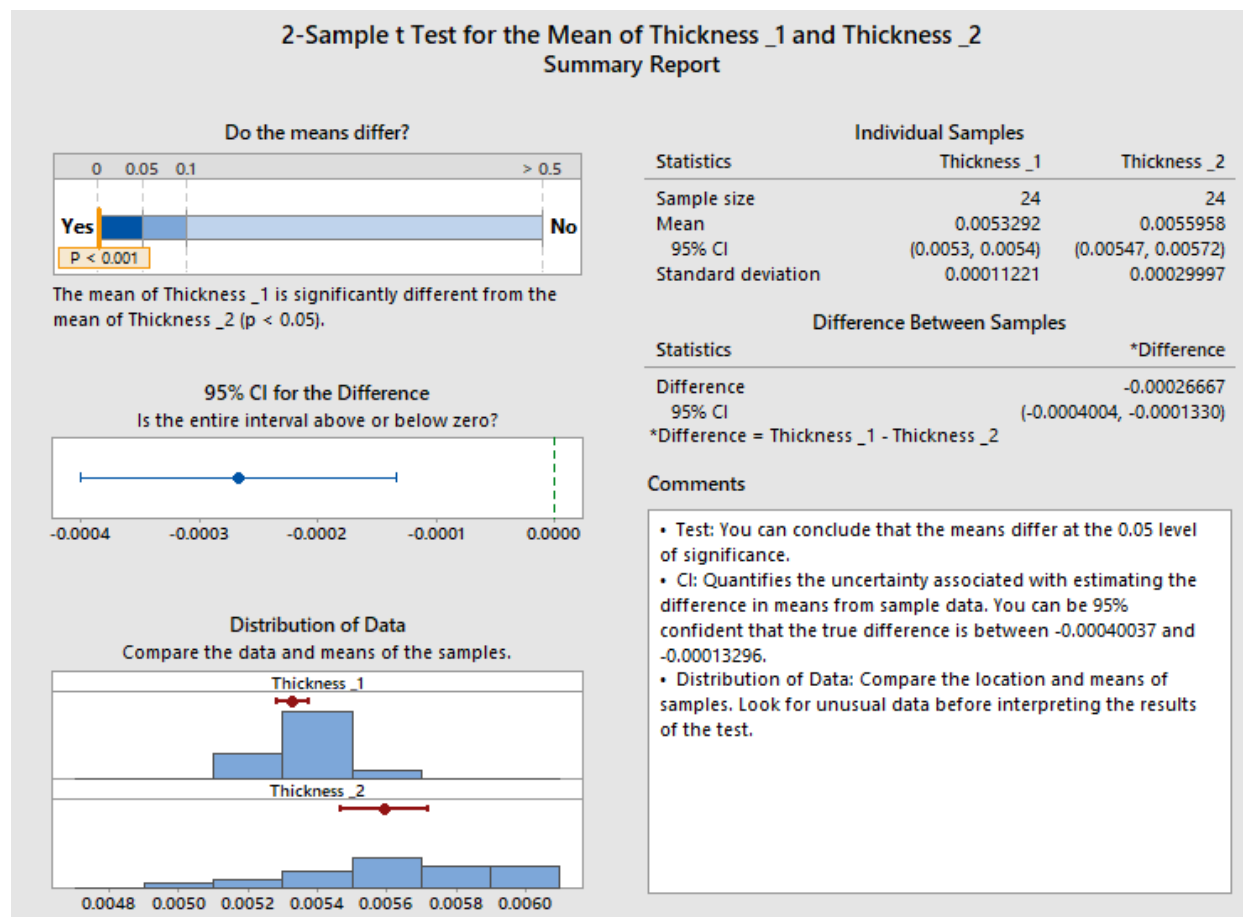 2-Sample t Test for the Mean of Thickness _1 and Thickness _2
Summary Report
Do the means differ?
0 0.05 0.1 > 0.5
Yes No
P < 0.001
The mean of Thickness _1 is significantly different from the
mean of Thickness _2 (p < 0.05).
95% CI for the Difference
Is the entire interval above or below zero?
-0.0004 -0.0003 -0.0002 -0.0001 0.0000
Distribution of Data
Compare the data and means of the samples.
Thickness _1
Thickness _2
0.0048 0.0050 0.0052 0.0054 0.0056 0.0058 0.0060
Individual Samples
Statistics Thickness _1 Thickness _2
Sample size 24 24
Mean 0.0053292 0.0055958
95% CI (0.0053, 0.0054) (0.00547, 0.00572)
Standard deviation 0.00011221 0.00029997
Difference Between Samples
Statistics *Difference
Difference -0.00026667
95% CI (-0.0004004, -0.0001330)
*Difference = Thickness _1 - Thickness _2
Comments
• Test: You can conclude that the means differ at the 0.05 level
of significance.
• CI: Quantifies the uncertainty associated with estimating the
difference in means from sample data. You can be 95%
confident that the true difference is between -0.00040037 and
-0.00013296.
• Distribution of Data: Compare the location and means of
samples. Look for unusual data before interpreting the results
of the test.